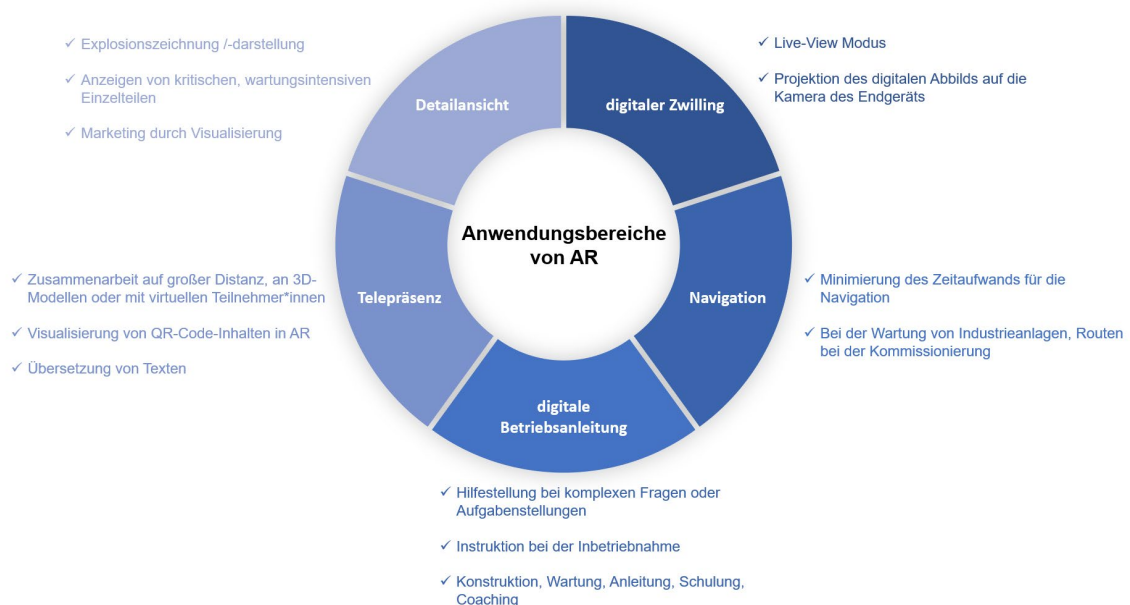 Anwendungsbereiche
von AR
digitaler Zwilling
✓ Live-View Modus
✓ Projektion des digitalen Abbilds auf die
Kamera des Endgeräts
Navigation
✓ Minimierung des Zeitaufwands für die
Navigation
✓ Bei der Wartung von Industrieanlagen, Routen
bei der Kommissionierung
digitale
Betriebsanleitung
✓ Hilfestellung bei komplexen Fragen oder
Aufgabenstellungen
✓ Instruktion bei der Inbetriebnahme
✓ Konstruktion, Wartung, Anleitung, Schulung,
Coaching
Telepräsenz
✓ Zusammenarbeit auf großer Distanz, an 3D-
Modellen oder mit virtuellen Teilnehmer*innen
✓ Visualisierung von QR-Code-Inhalten in AR
✓ Übersetzung von Texten
Detailansicht
✓ Explosionszeichnung /-darstellung
✓ Anzeigen von kritischen, wartungsintensiven
Einzelteilen
✓ Marketing durch Visualisierung